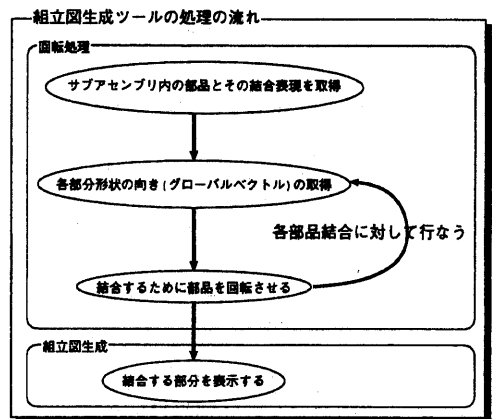 組立図生成ツールの処理の流れ
回転処理
サブアセンブリ内の部品とその結合表現を取得
各部分形状の向き(グローバルベクトル)の取得
各部品結合に対して行なう
結合するために部品を回転させる
組立図生成
結合する部分を表示する